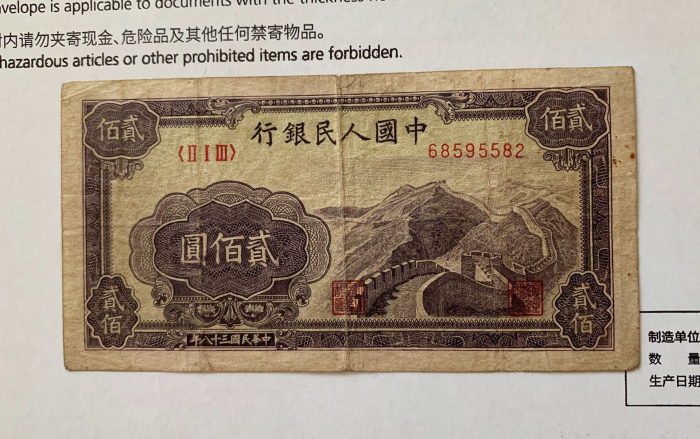 envelope is applicable to documents with the thickness
内请勿夹寄现金、危险品及其他任何禁寄物品。
hazardous articles or other prohibited items are forbidden.
佰貳
行銀民人國中
佰貳
〈II I III〉
68595582
圓佰貳
貳佰
貳佰
年八十三國民華中
制造单位
数 量
生产日期